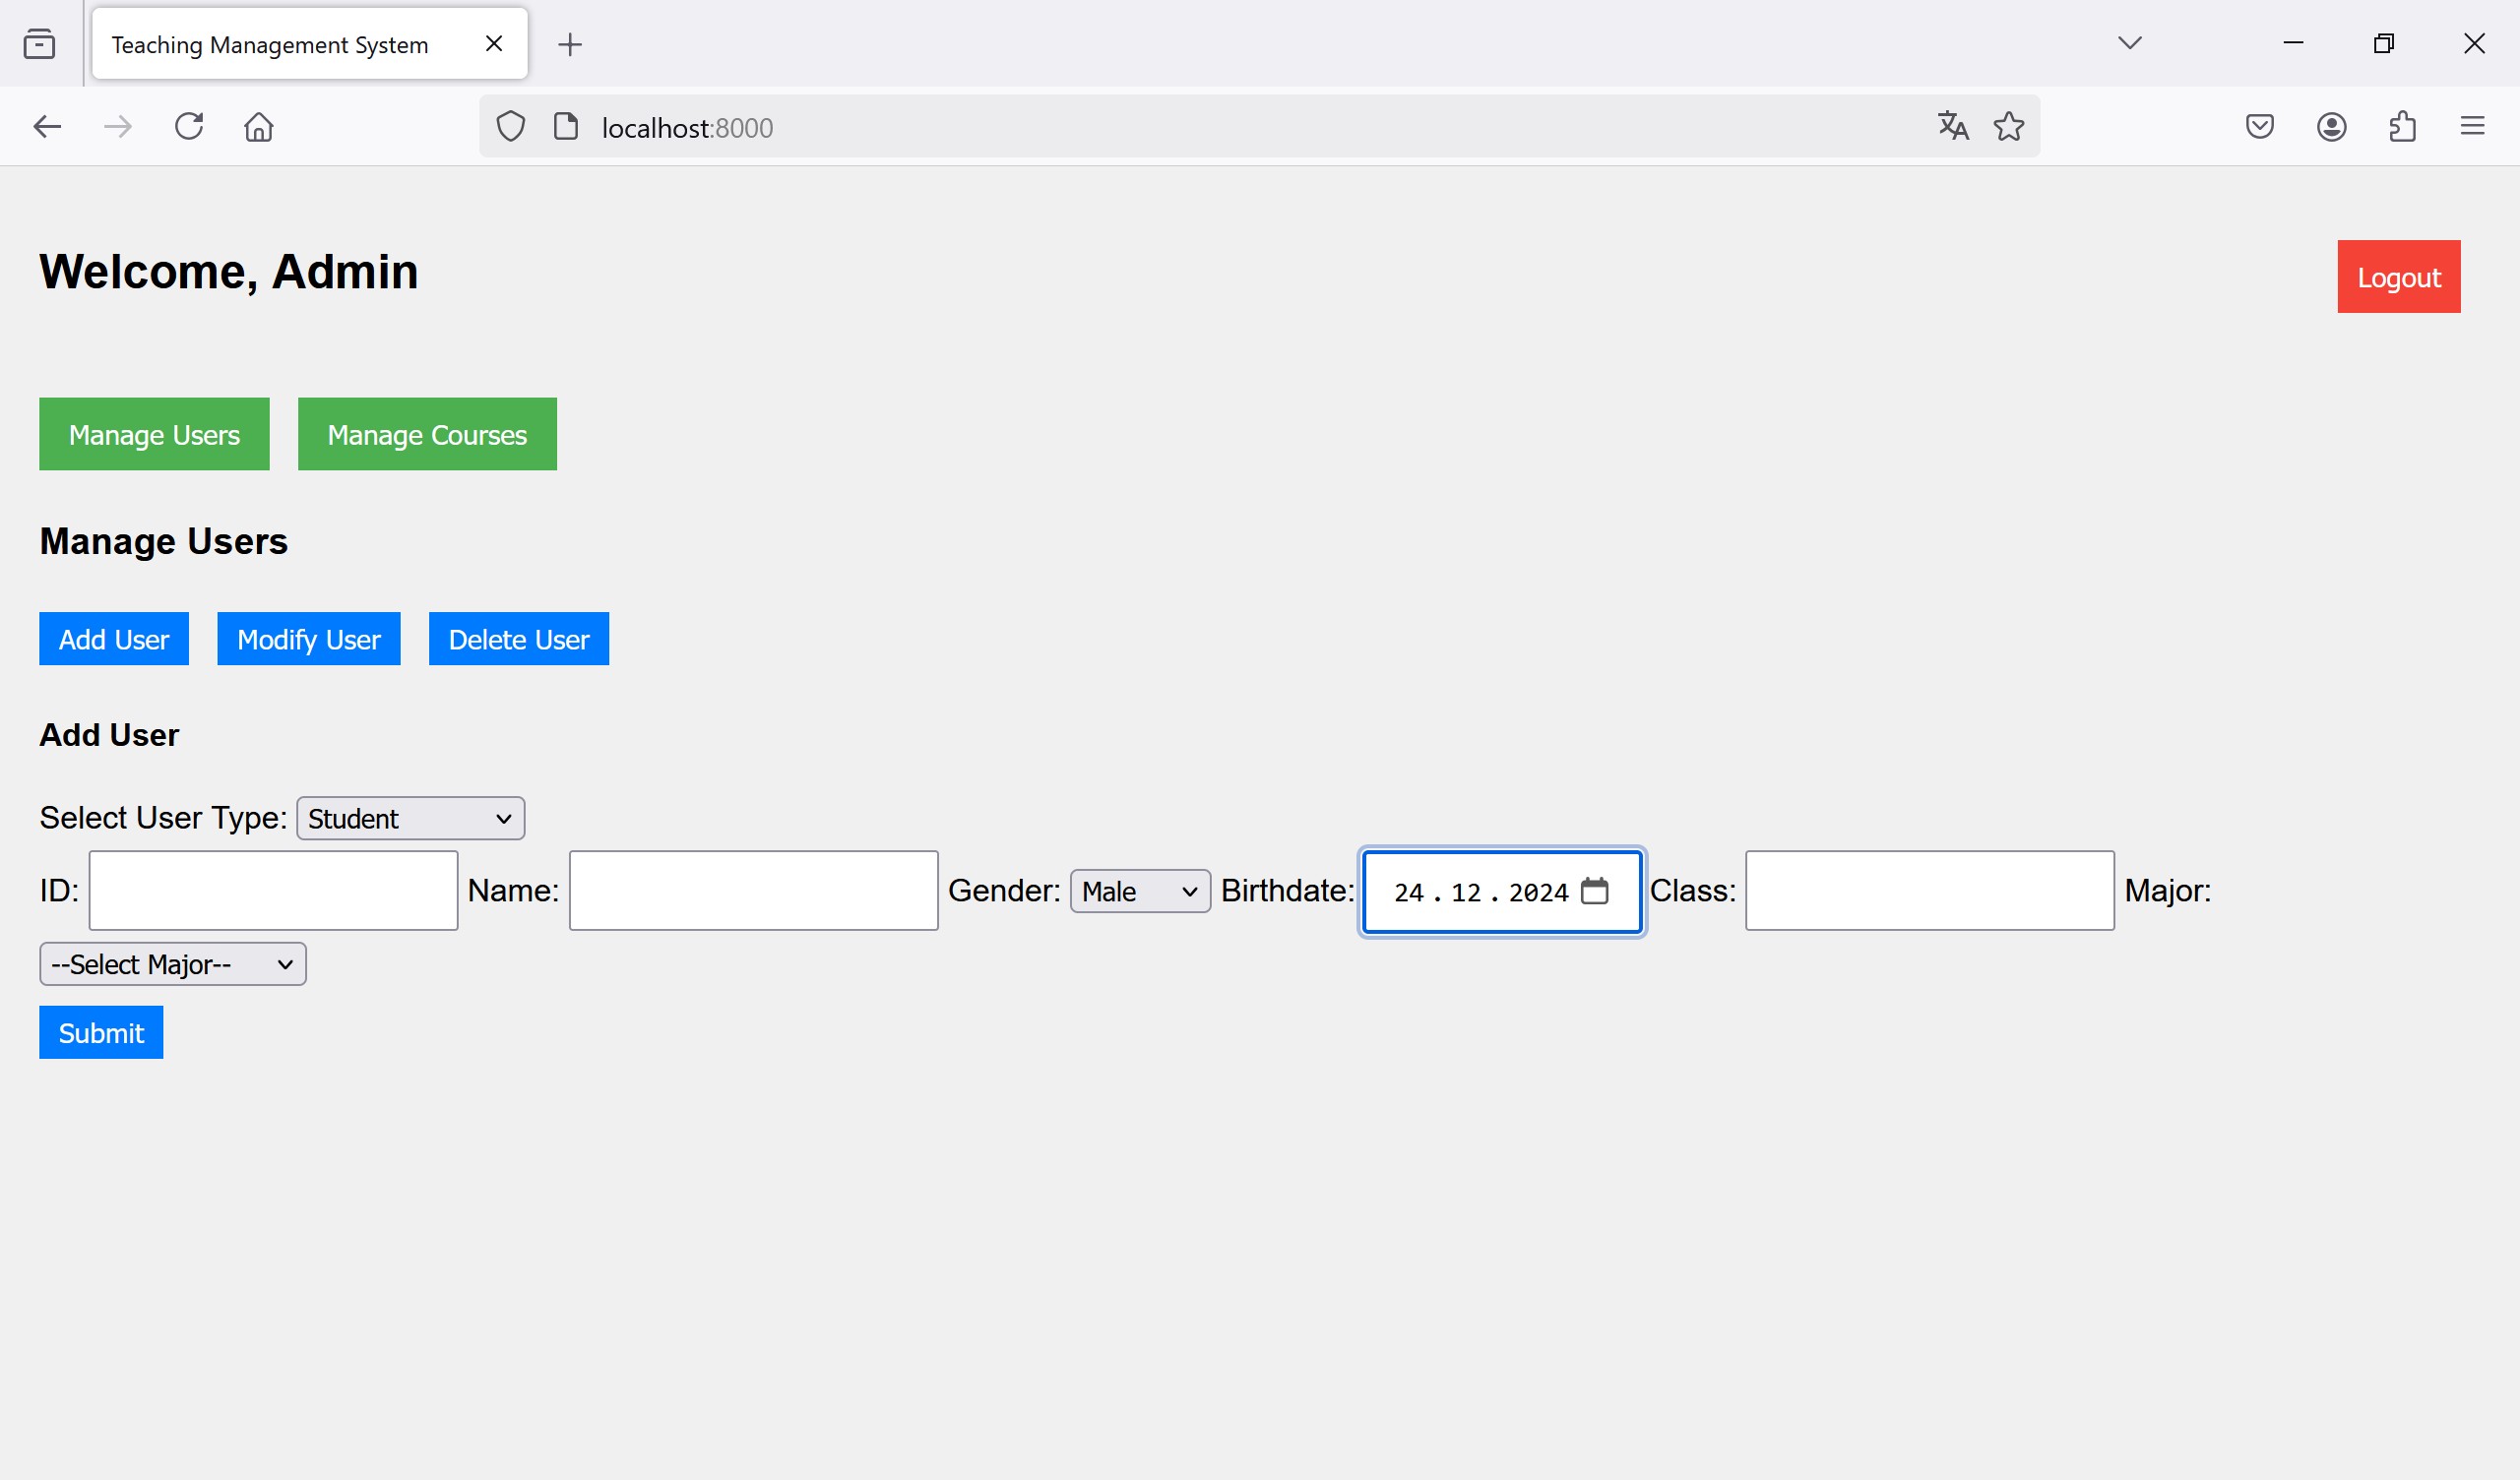 Teaching Management System
localhost:8000
Welcome, Admin
Logout
Manage Users Manage Courses
Manage Users
Add User Modify User Delete User
Add User
Select User Type: Student
ID: Name: Gender: Male Birthdate: 24.12.2024 Class: Major:
--Select Major--
Submit